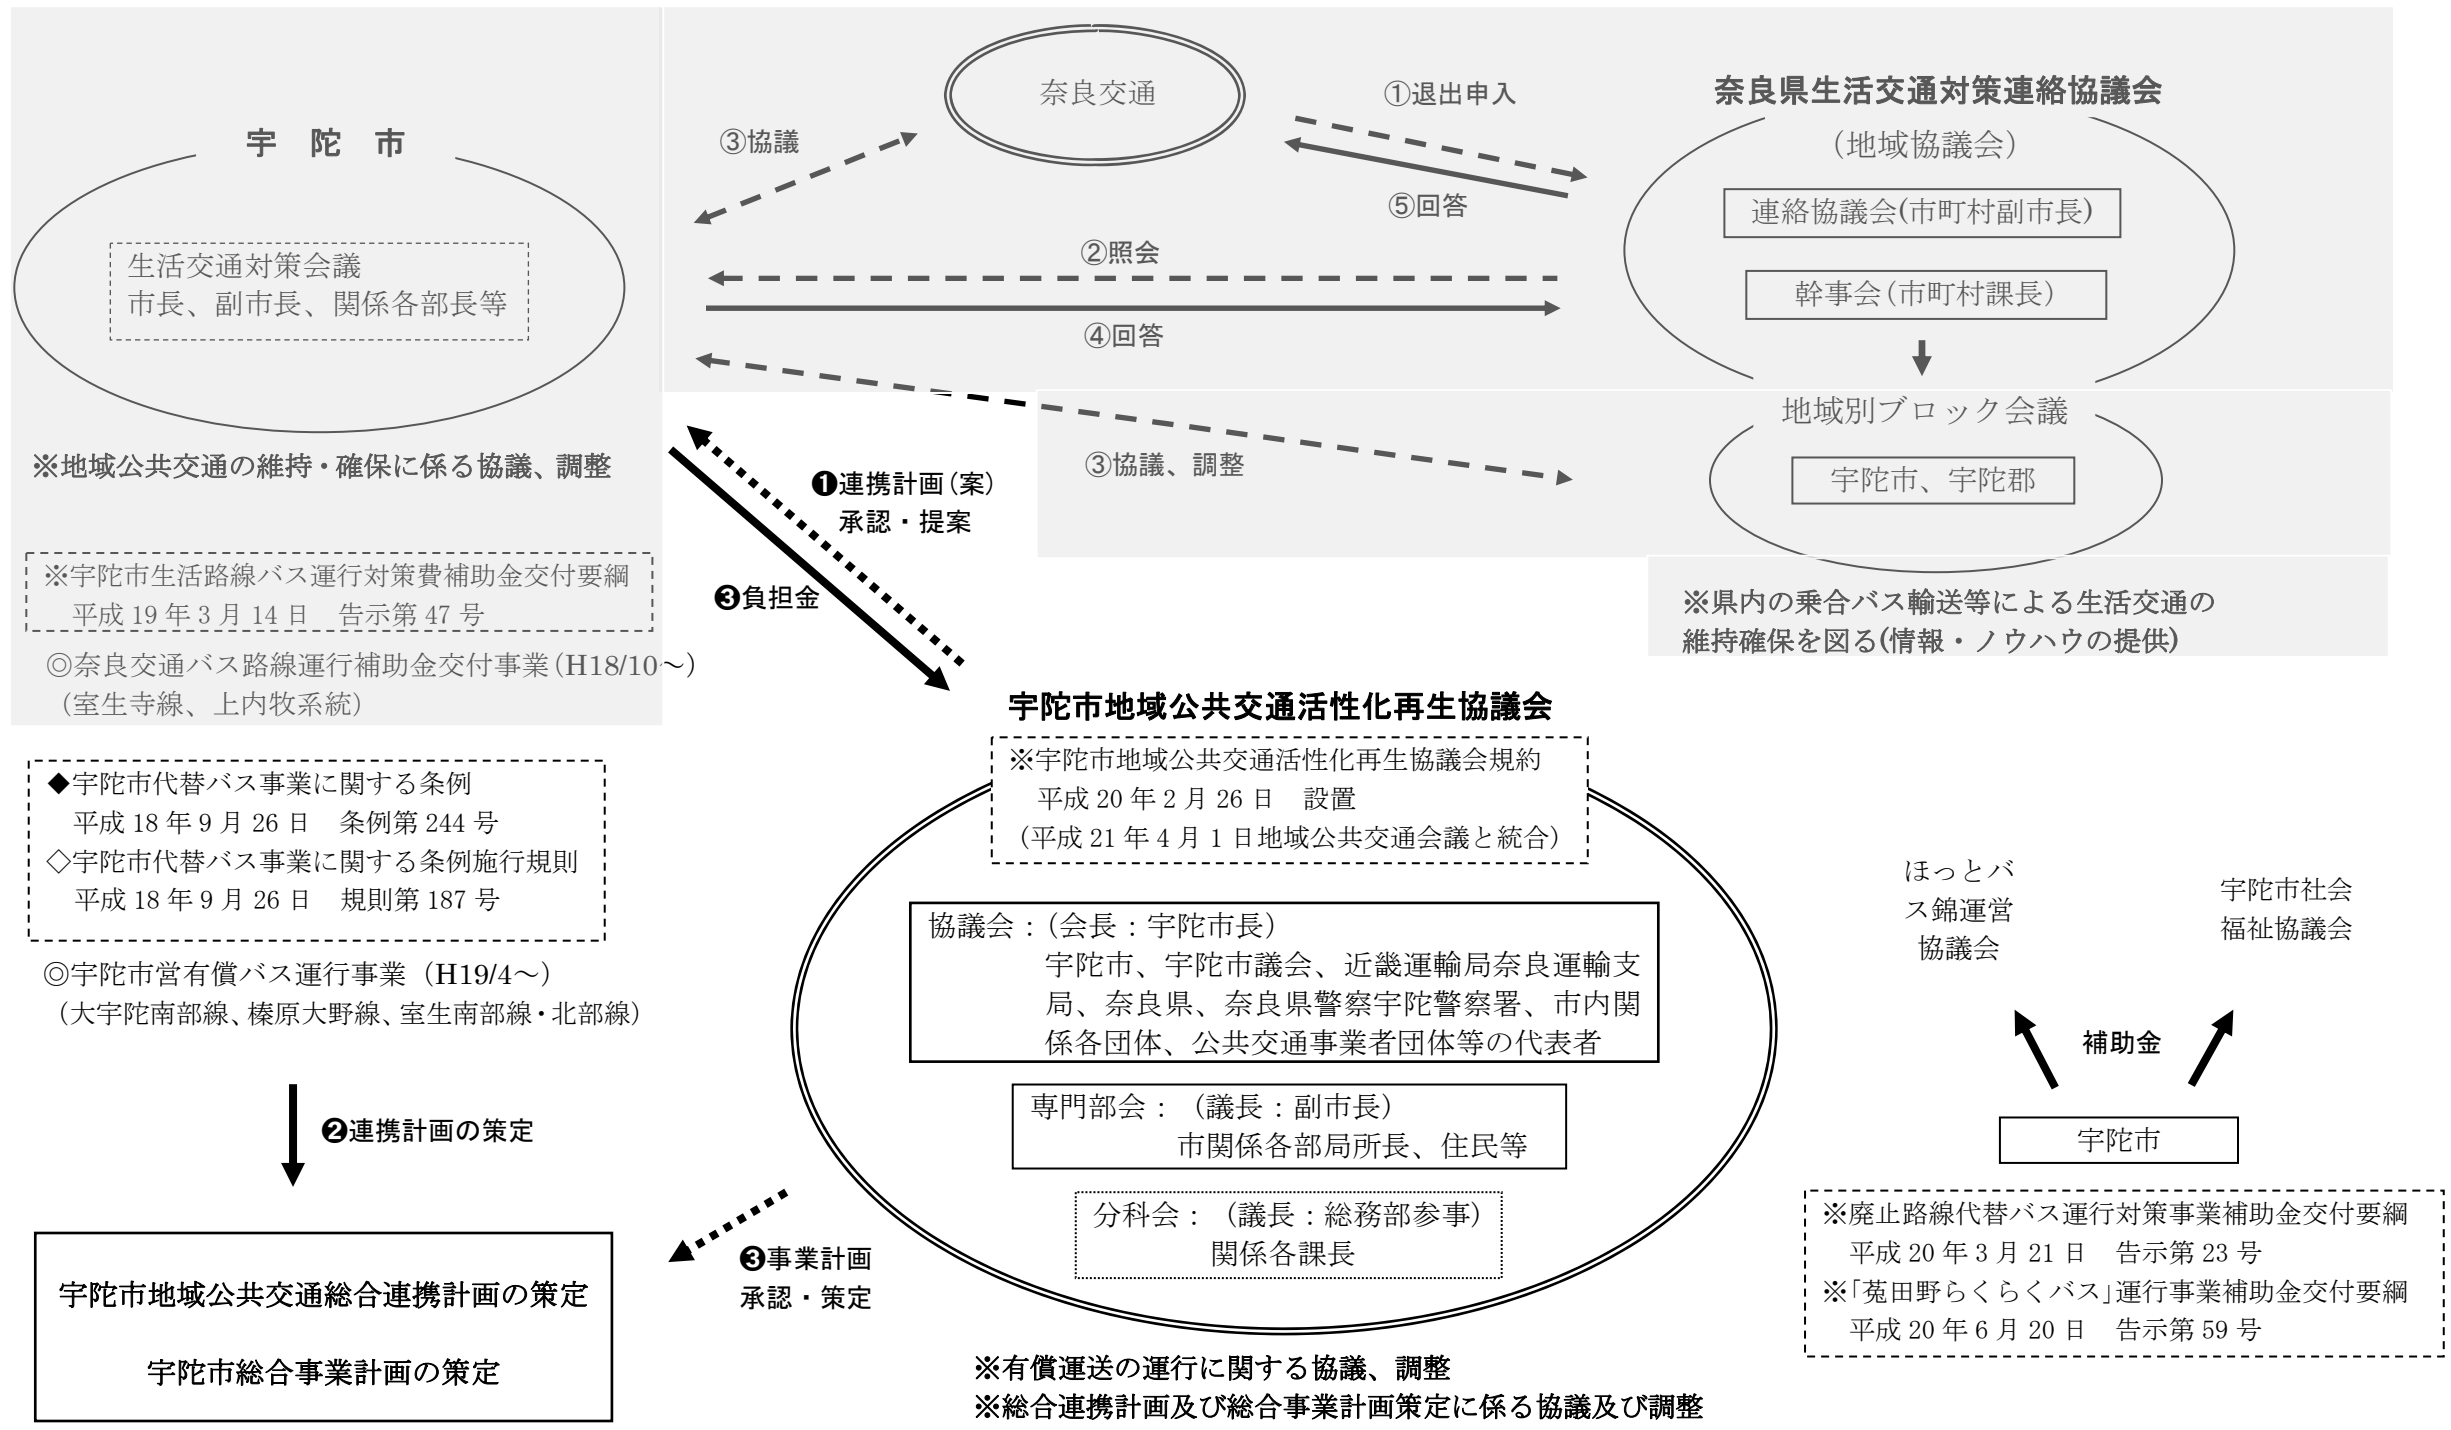 宇　陀　市
生活交通対策会議
市長、副市長、関係各部長等
※地域公共交通の維持・確保に係る協議、調整
※宇陀市生活路線バス運行対策費補助金交付要綱
平成 19 年 3 月 14 日　告示第 47 号
◎奈良交通バス路線運行補助金交付事業（H18/10～）
（室生寺線、上内牧系統）
奈良交通
①退出申入
③協議
⑤回答
②照会
④回答
③協議、調整
奈良県生活交通対策連絡協議会
（地域協議会）
連絡協議会(市町村副市長)
幹事会（市町村課長）
地域別ブロック会議
宇陀市、宇陀郡
※県内の乗合バス輸送等による生活交通の
維持確保を図る(情報・ノウハウの提供)
❶連携計画（案）
承認・提案
❸負担金
◆宇陀市代替バス事業に関する条例
平成 18 年 9 月 26 日　条例第 244 号
◇宇陀市代替バス事業に関する条例施行規則
平成 18 年 9 月 26 日　規則第 187 号
◎宇陀市営有償バス運行事業（H19/4～）
（大宇陀南部線、榛原大野線、室生南部線・北部線）
❷連携計画の策定
宇陀市地域公共交通総合連携計画の策定
宇陀市総合事業計画の策定
宇陀市地域公共交通活性化再生協議会
※宇陀市地域公共交通活性化再生協議会規約
平成 20 年 2 月 26 日　設置
（平成 21 年 4 月 1 日地域公共交通会議と統合）
協議会：（会長：宇陀市長）
宇陀市、宇陀市議会、近畿運輸局奈良運輸支
局、奈良県、奈良県警察宇陀警察署、市内関
係各団体、公共交通事業者団体等の代表者
専門部会：（議長：副市長）
市関係各部局所長、住民等
分科会：（議長：総務部参事）
関係各課長
❸事業計画
承認・策定
※有償運送の運行に関する協議、調整
※総合連携計画及び総合事業計画策定に係る協議及び調整
ほっとバ
ス錦運営
協議会
宇陀市社会
福祉協議会
補助金
宇陀市
※廃止路線代替バス運行対策事業補助金交付要綱
平成 20 年 3 月 21 日　告示第 23 号
※「菟田野らくらくバス」運行事業補助金交付要綱
平成 20 年 6 月 20 日　告示第 59 号